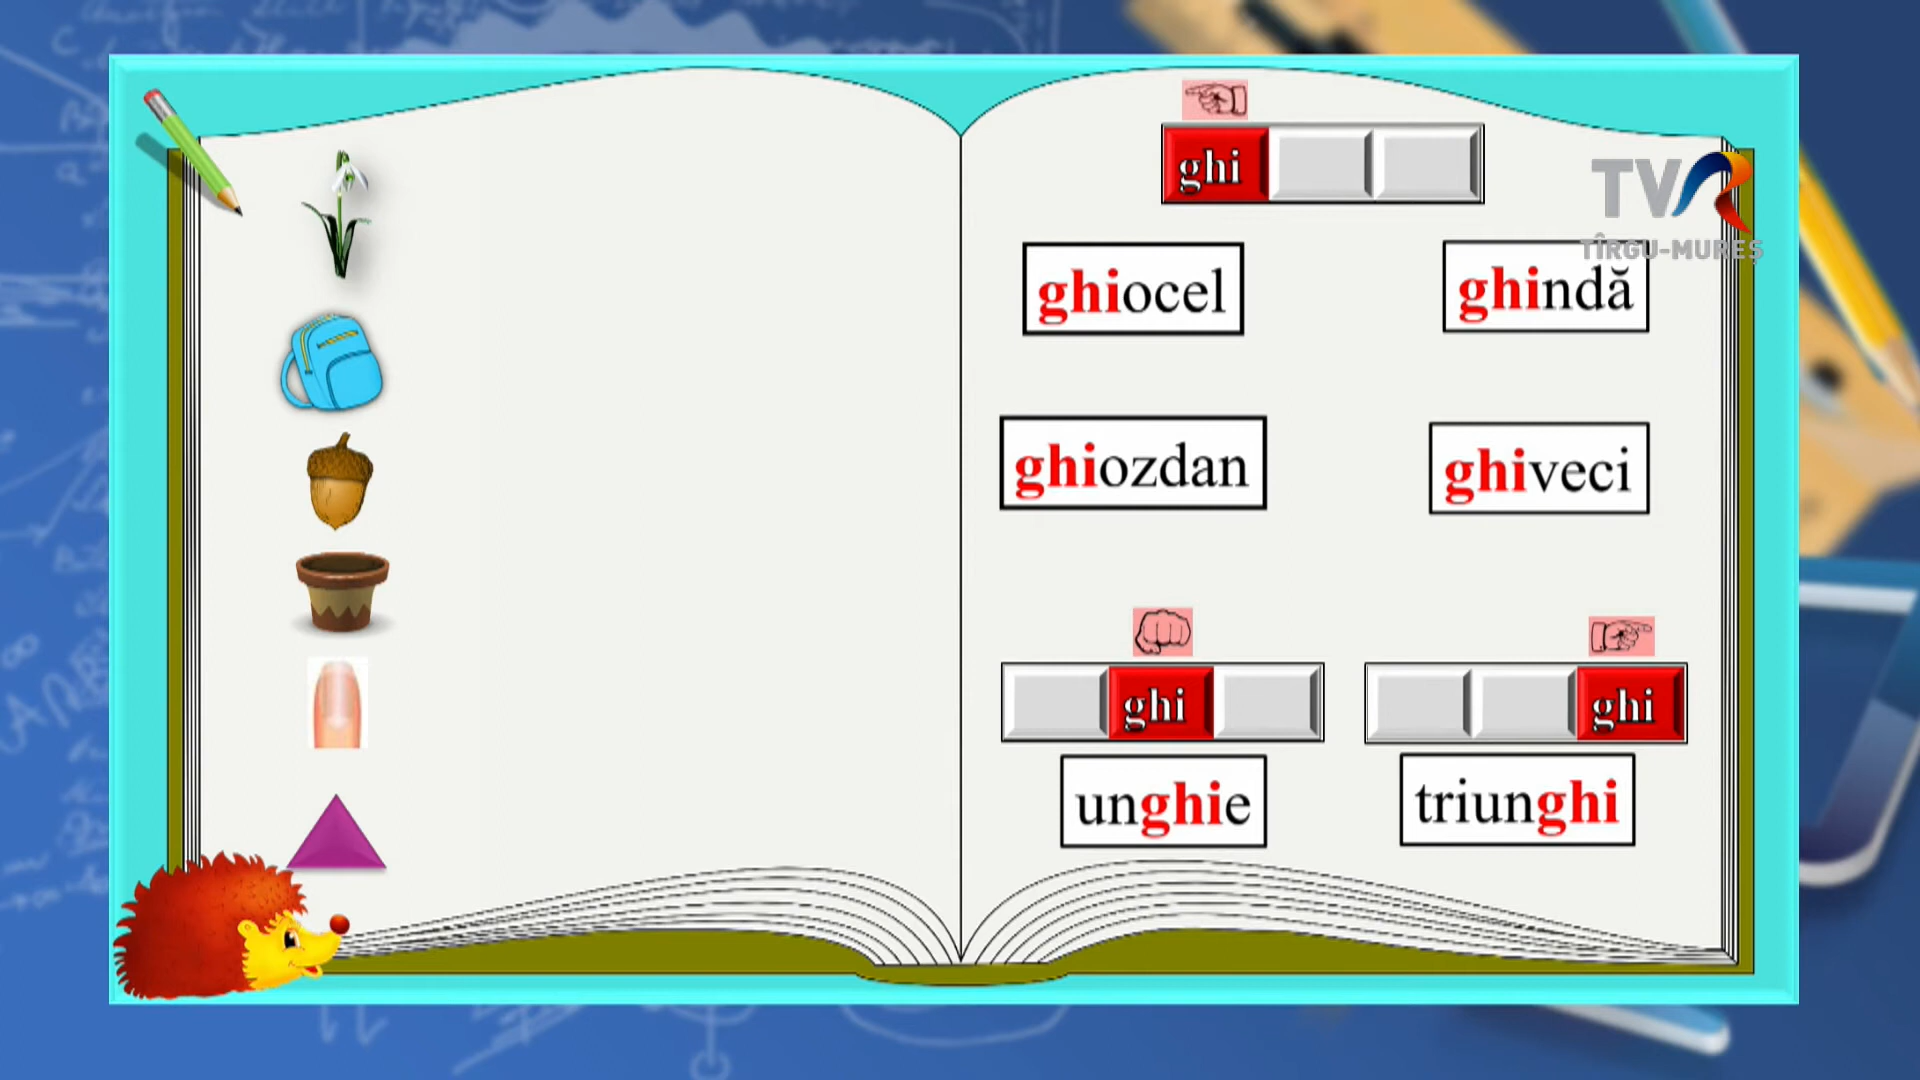 ghi
TVR
TÎRGU-MUREȘ
ghiocel
ghindă
ghiozdan
ghiveci
ghi
ghi
unghie
triunghi